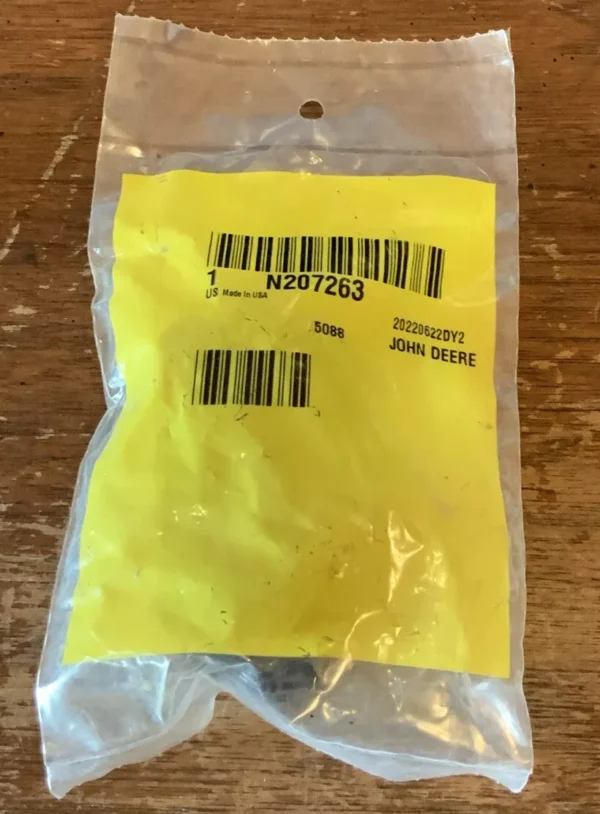 1 N207263
US Made In USA
5088 20220622DY2
JOHN DEERE